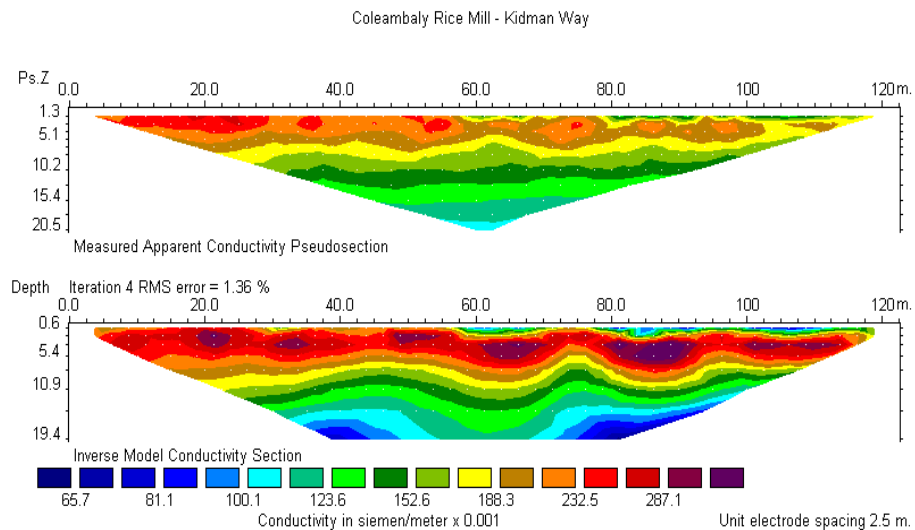 Coleambaly Rice Mill - Kidman Way
Ps.Z
0.0 20.0 40.0 60.0 80.0 100 120 m.
1.3
5.1
10.2
15.4
20.5
Measured Apparent Conductivity Pseudosection
Depth Iteration 4 RMS error = 1.36 %
0.0 20.0 40.0 60.0 80.0 100 120 m.
0.6
5.4
10.9
19.4
Inverse Model Conductivity Section
65.7 81.1 100.1 123.6 152.6 188.3 232.5 287.1
Conductivity in siemen/meter x 0.001 Unit electrode spacing 2.5 m.